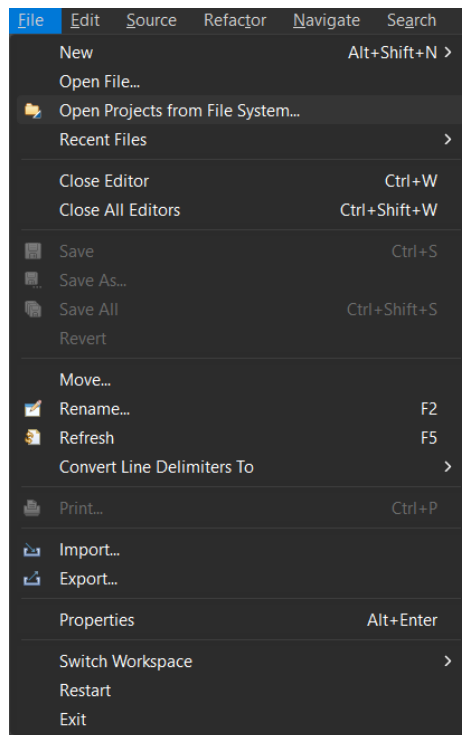 File Edit Source Refactor Navigate Search
New Alt+Shift+N >
Open File...
Open Projects from File System...
Recent Files >
Close Editor Ctrl+W
Close All Editors Ctrl+Shift+W
Save Ctrl+S
Save As...
Save All Ctrl+Shift+S
Revert
Move...
Rename... F2
Refresh F5
Convert Line Delimiters To >
Print... Ctrl+P
Import...
Export...
Properties Alt+Enter
Switch Workspace >
Restart
Exit